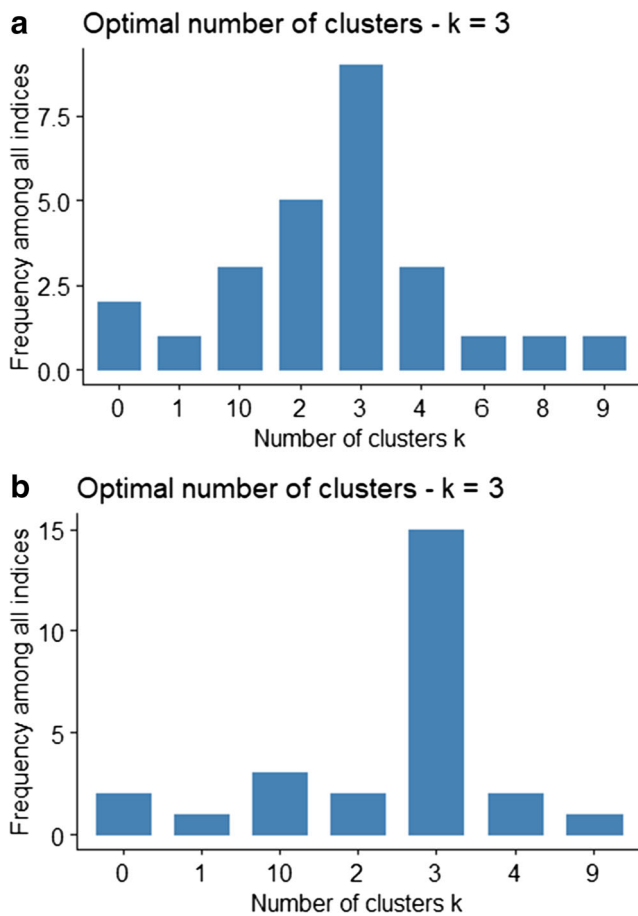 a
Optimal number of clusters - k = 3
Frequency among all indices
7.5
5.0
2.5
0.0
0 1 10 2 3 4 6 8 9
Number of clusters k
b
Optimal number of clusters - k = 3
Frequency among all indices
15
10
5
0
0 1 10 2 3 4 9
Number of clusters k